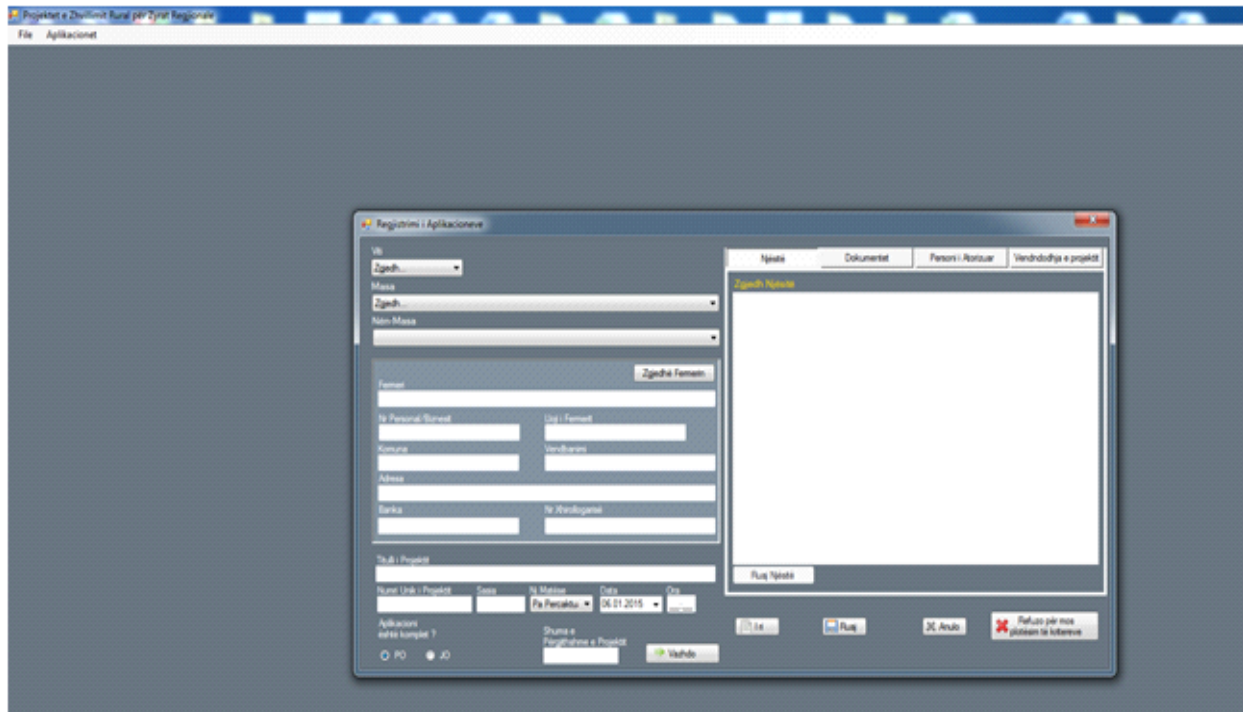 Projektet e Zhvillimit Rural për Zyrat Regjionale
File Aplikacionet
Regjistrimi i Aplikacioneve
Viti
Zgjedh...
Masa
Zgjedh...
Nën-Masa
Zgjedhë Fermerin
Fermeri
Nr Personal/Biznesit
Lloji i Fermerit
Komuna
Vendbanimi
Adresa
Banka
Nr.Xhirollogarisë
Titulli i Projektit
Numri Unik i Projektit Sasia Nj.Matëse Data Ora
Pa Percaktu... 06.01.2015
Aplikacioni
është komplet ?
PO JO
Shuma e
Përgjithshme e Projektit
Vazhdo
Njësitë Dokumentet Personi i Atorizuar Vendndodhja e projektit
Zgjedh Njësitë
Ruaj Njësitë
Ruaj
Anulo
Refuzo për mos
plotësim të kritereve